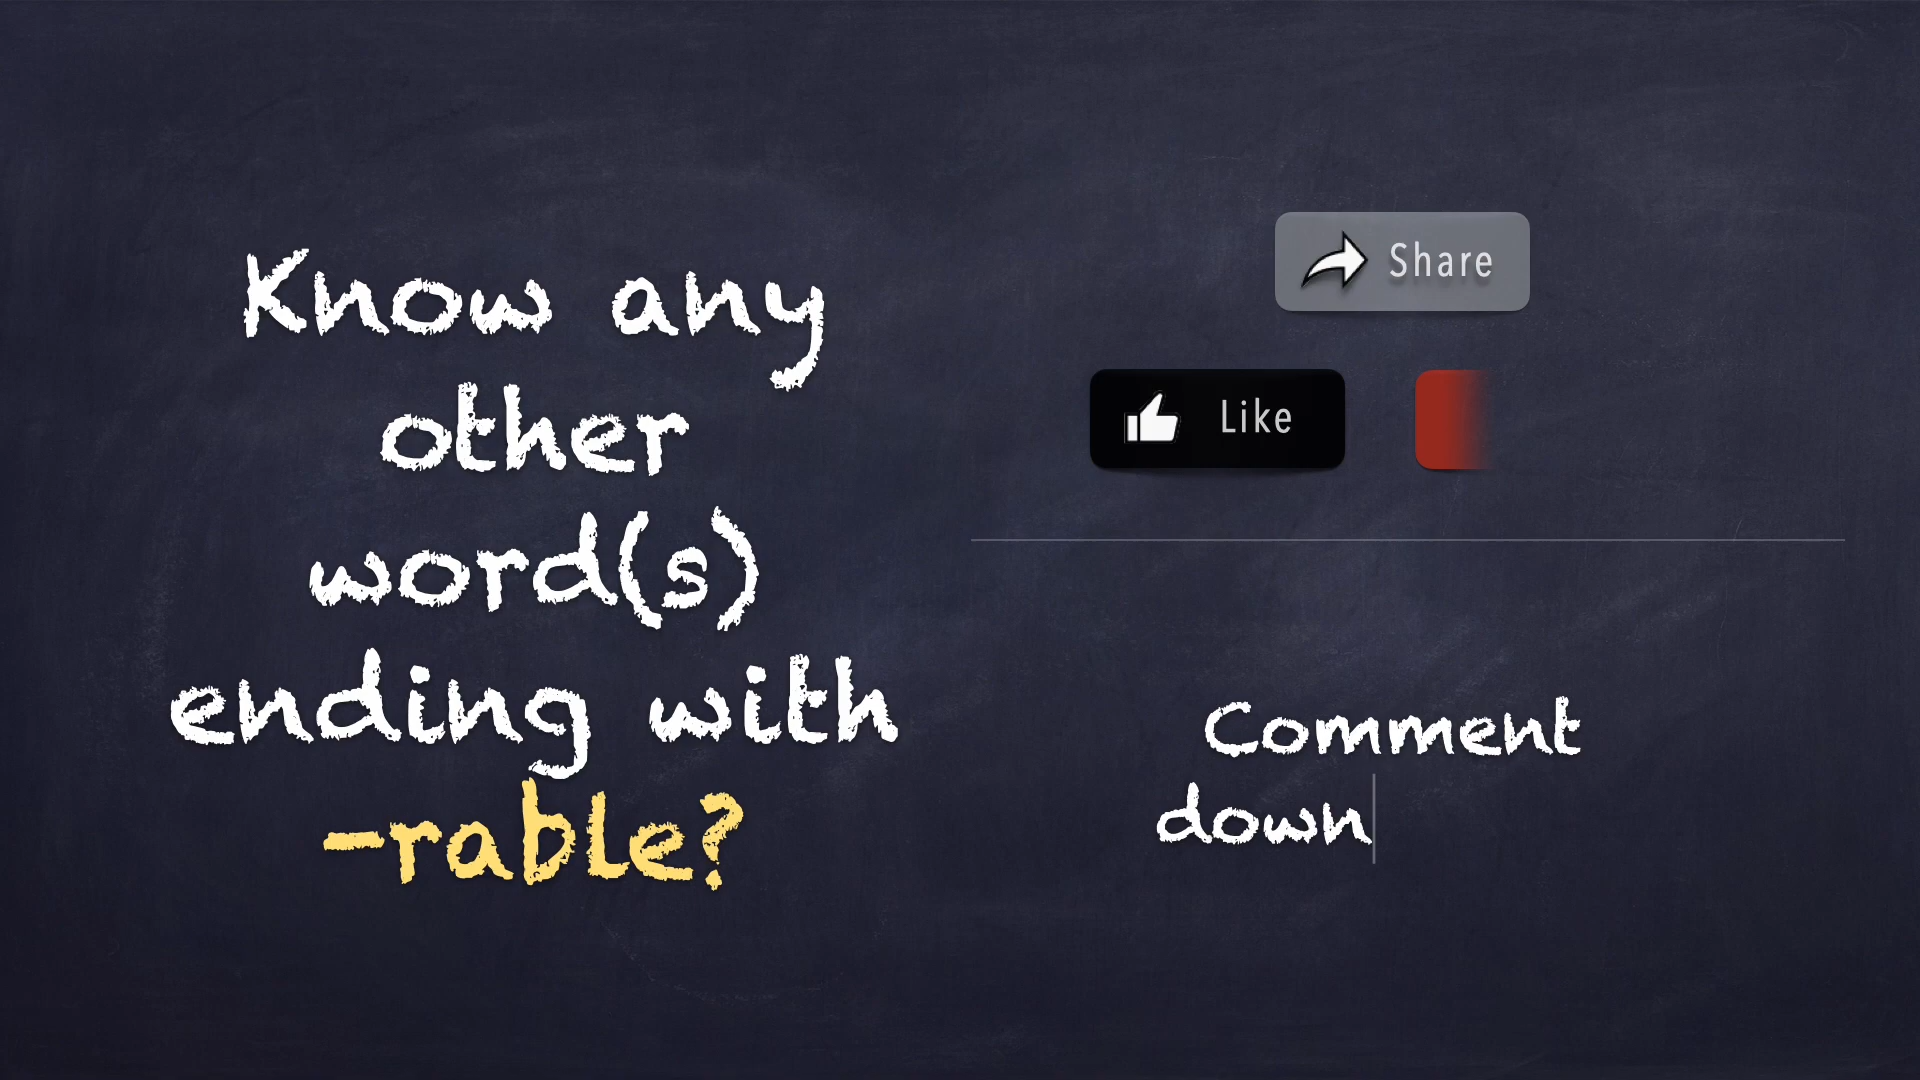 Know any
other
word(s)
ending with
-rable?
Share
Like
Comment
down